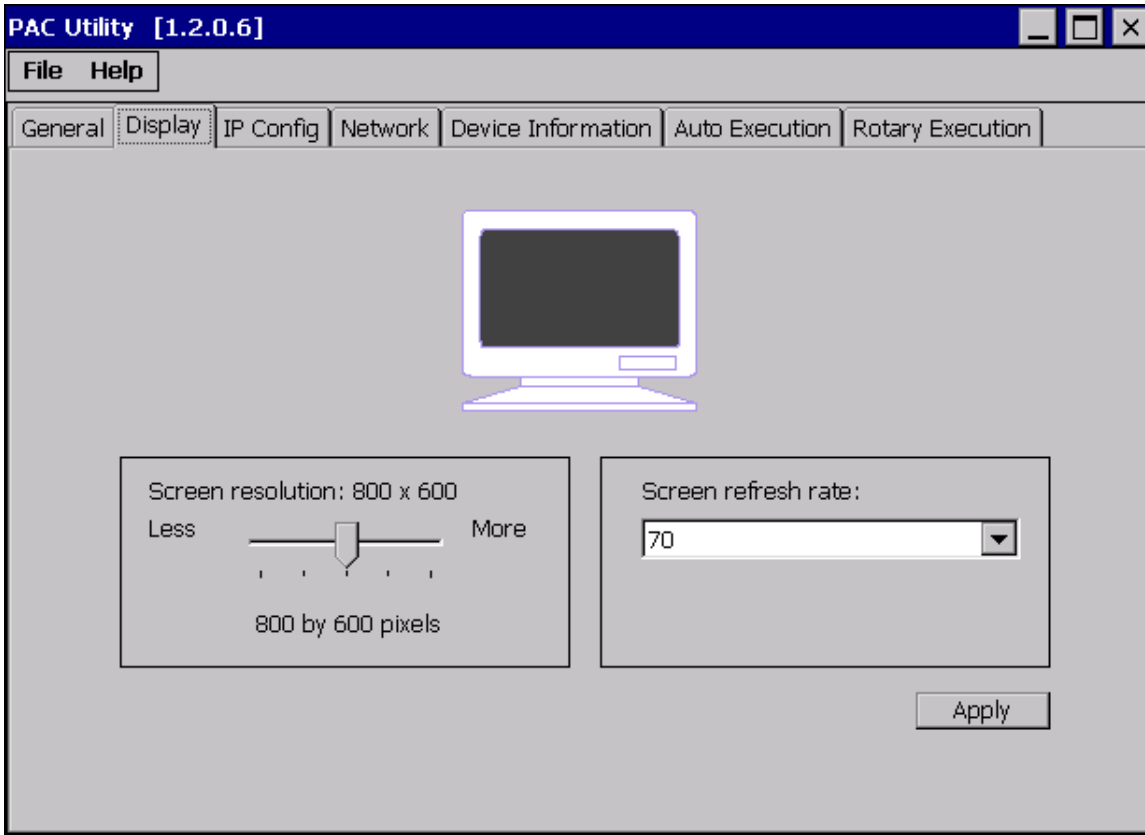 PAC Utility [1.2.0.6]
File Help
General Display IP Config Network Device Information Auto Execution Rotary Execution
Screen resolution: 800 x 600
Less More
800 by 600 pixels
Screen refresh rate:
70
Apply